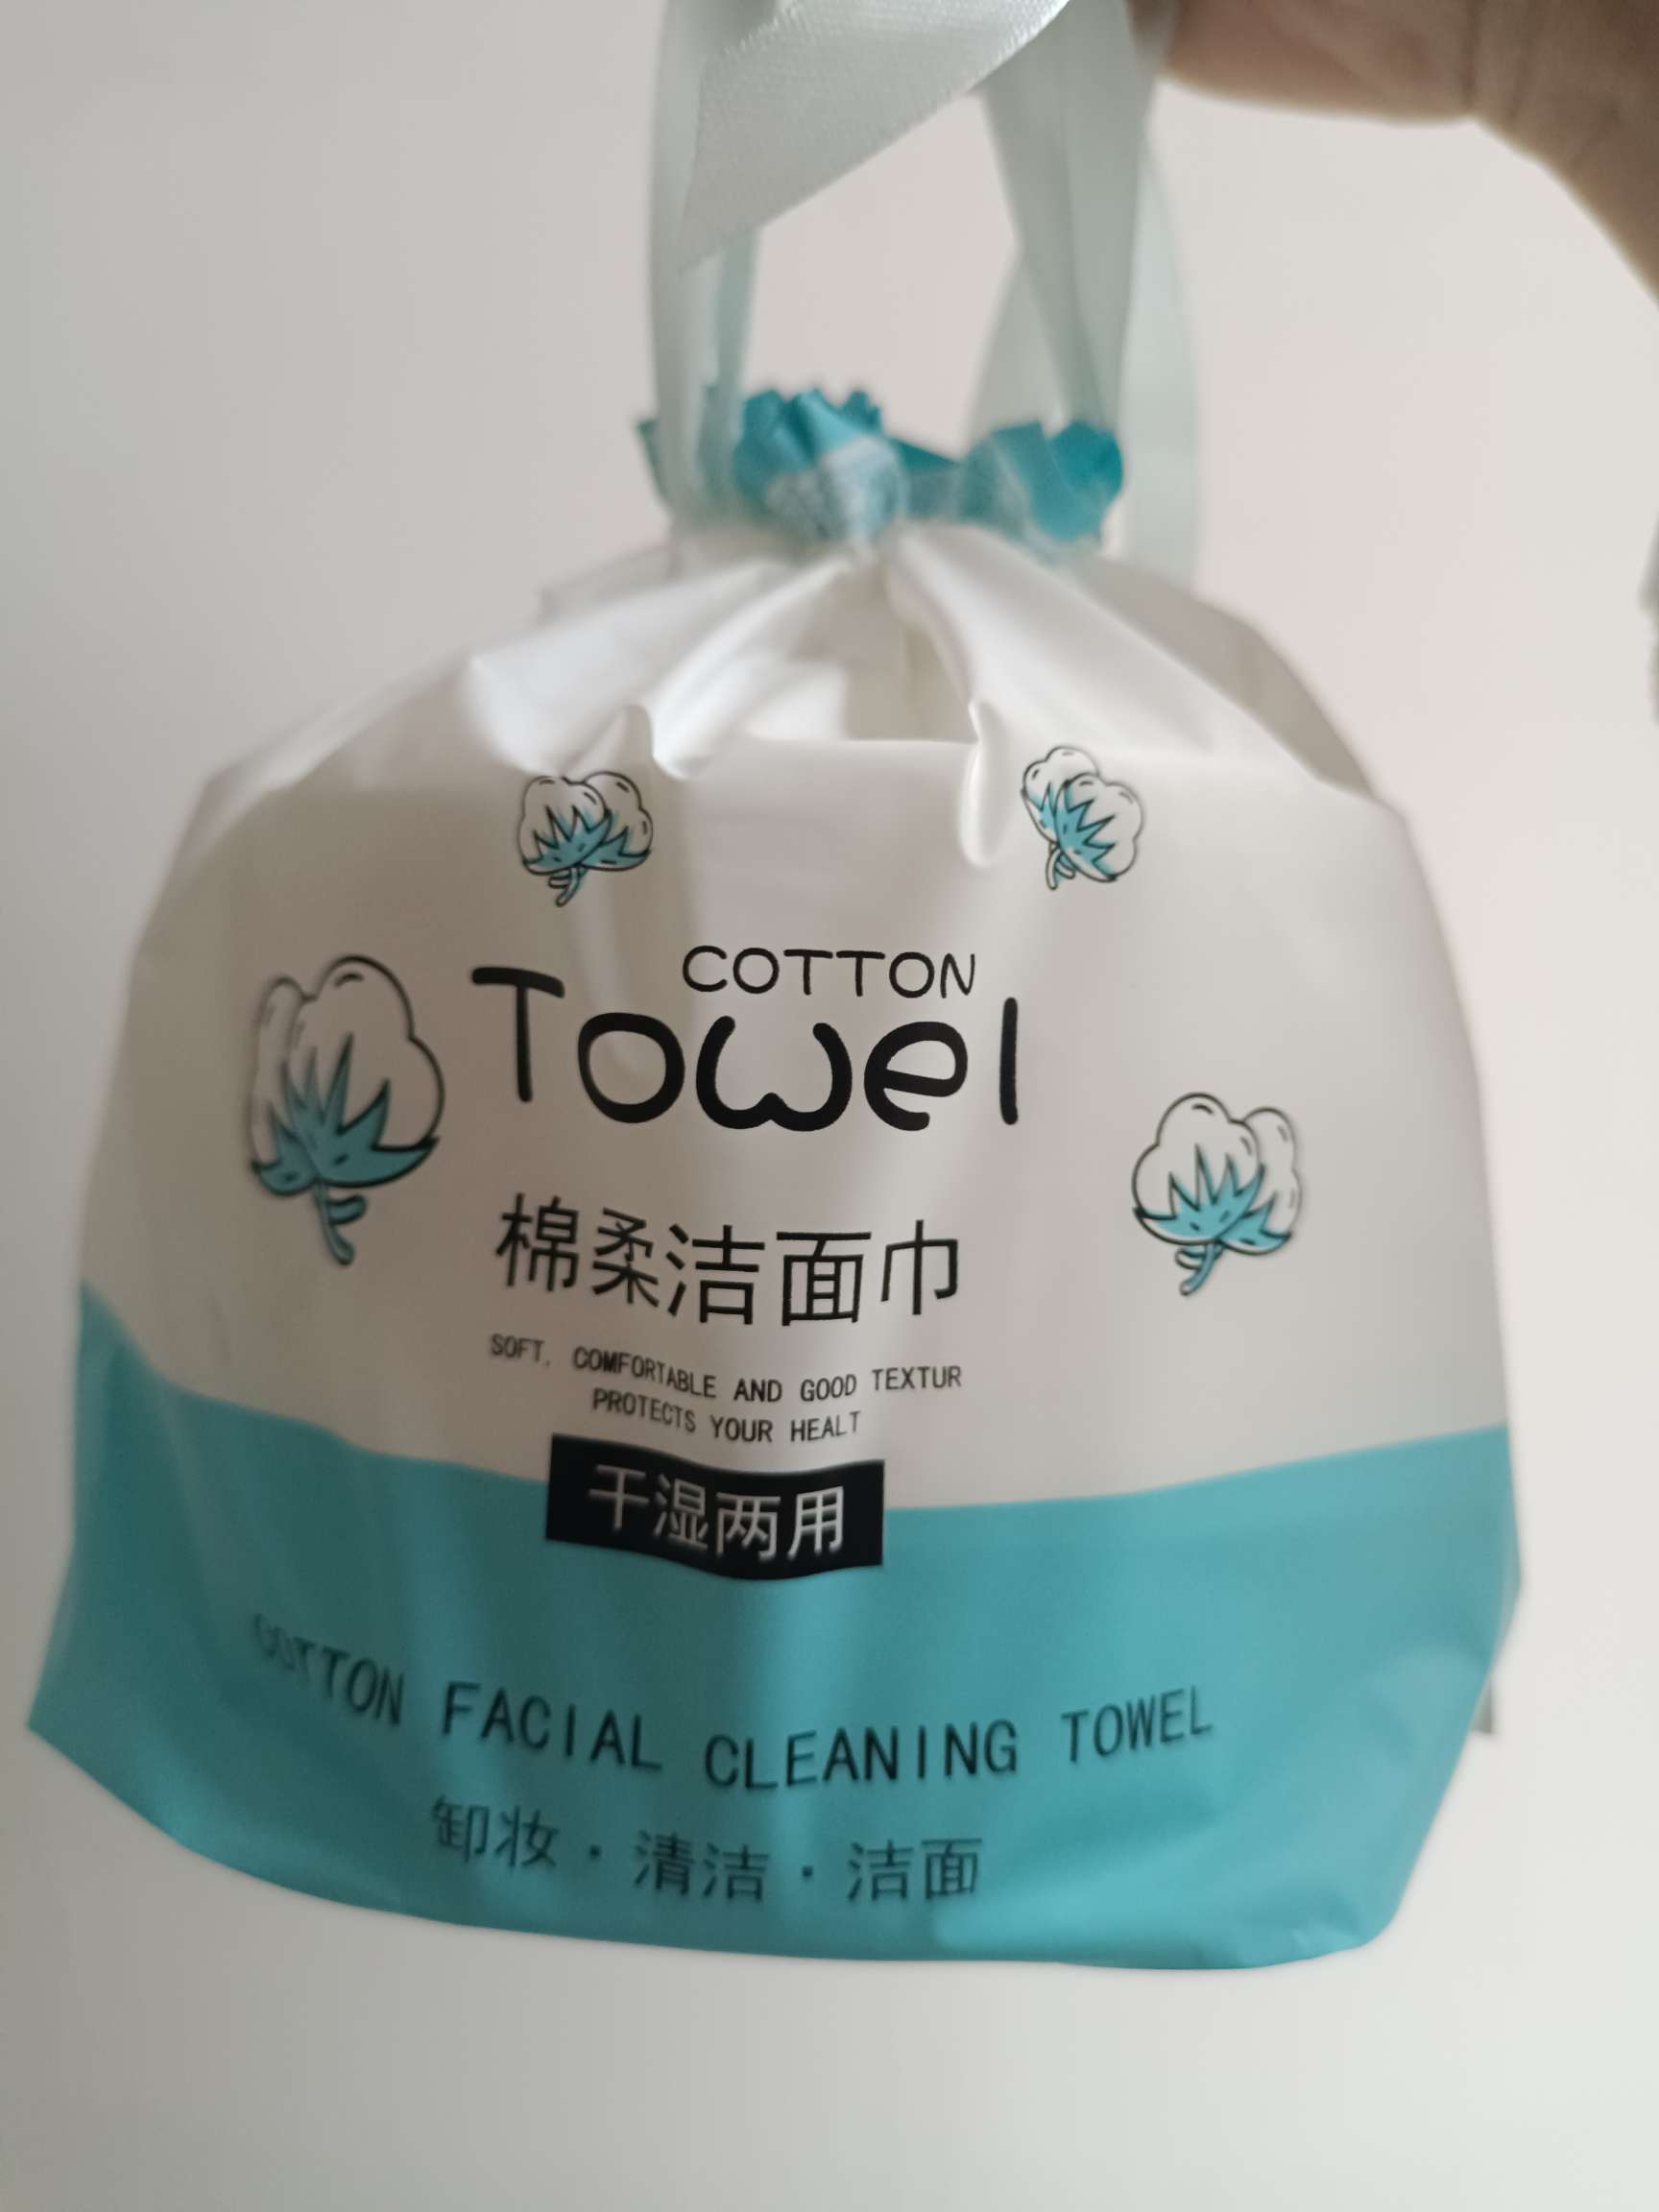 COTTON
Towel
棉柔洁面巾
SOFT, COMFORTABLE AND GOOD TEXTUR
PROTECTS YOUR HEALT
干湿两用
COTTON FACIAL CLEANING TOWEL
卸妆·清洁·洁面